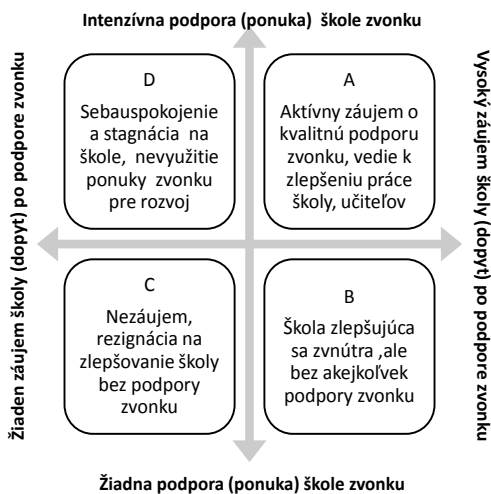 Intenzívna podpora (ponuka) škole zvonku
Žiaden záujem školy (dopyt) po podpore zvonku
D
Sebauspokojenie
a stagnácia na
škole, nevyužitie
ponuky zvonku
pre rozvoj
A
Aktívny záujem o
kvalitnú podporu
zvonku, vedie k
zlepšeniu práce
školy, učiteľov
Vysoký záujem školy (dopyt) po podpore zvonku
C
Nezáujem,
rezignácia na
zlepšovanie školy
bez podpory
zvonku
B
Škola zlepšujúca
sa zvnútra ,ale
bez akejkoľvek
podpory zvonku
Žiadna podpora (ponuka) škole zvonku